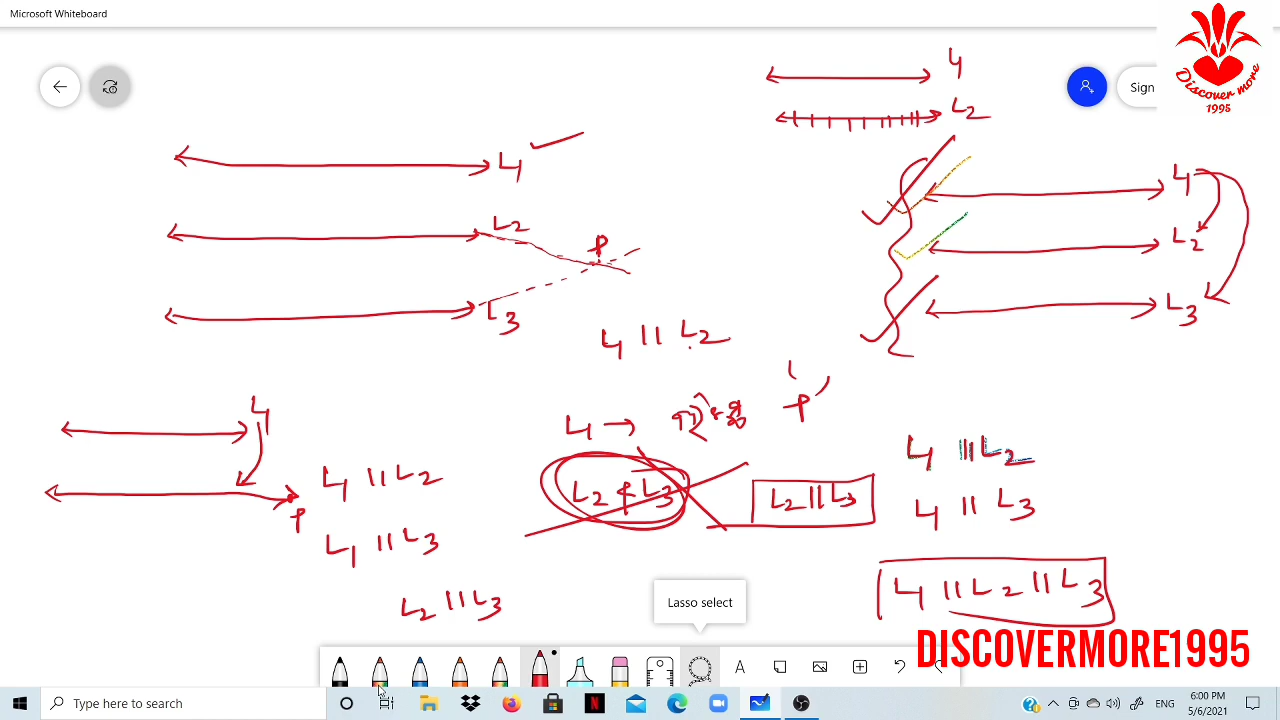 Microsoft Whiteboard
Discover more
1995
Sign
L1
L2
L1
L2
P
L3
L1
L2
L3
L1 || L2
L1
P
L1 →
P
L1 || L2
L1 || L3
L2 || L3
L2 & L3
L2 || L3
L1 || L2
L1 || L3
L1 || L2 || L3
Lasso select
DISCOVERMORE1995
A
Type here to search
ENG
6:00 PM
5/6/2021